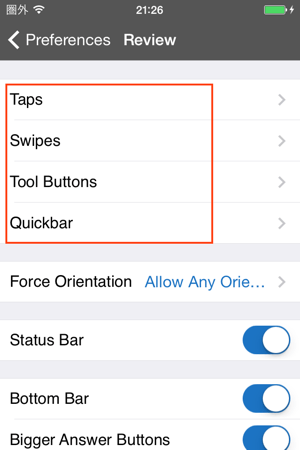 圏外 21:26
Preferences Review
Taps
Swipes
Tool Buttons
Quickbar
Force Orientation Allow Any Orie...
Status Bar
Bottom Bar
Bigger Answer Buttons